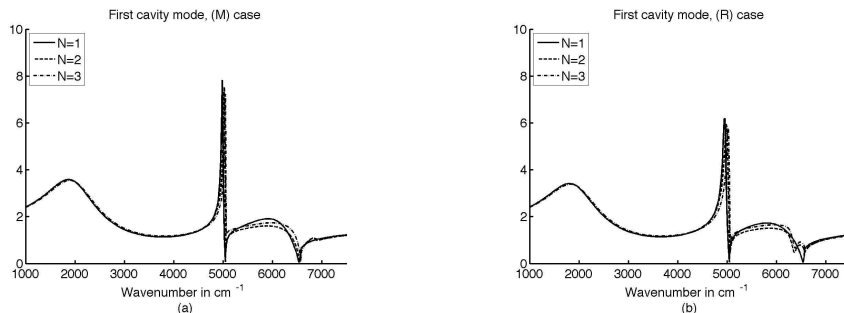 First cavity mode, (M) case
10
8
6
4
2
0
N=1
N=2
N=3
1000 2000 3000 4000 5000 6000 7000
Wavenumber in cm -1
(a)
First cavity mode, (R) case
10
8
6
4
2
0
N=1
N=2
N=3
1000 2000 3000 4000 5000 6000 7000
Wavenumber in cm -1
(b)